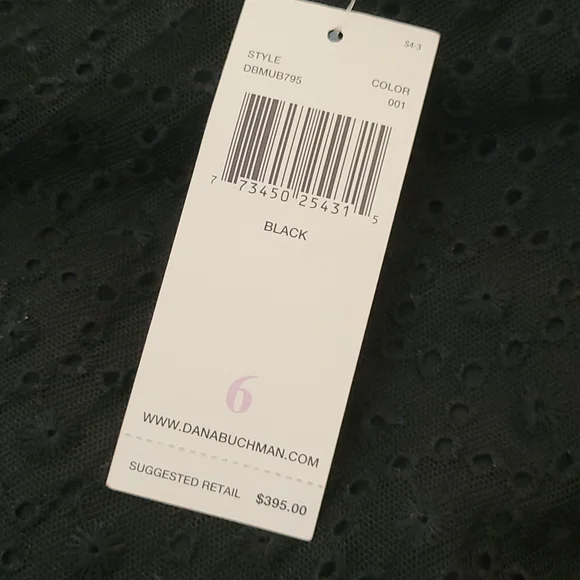 S4-3
STYLE
DBMUB795
COLOR
001
7 73450 25431 5
BLACK
6
WWW.DANABUCHMAN.COM
SUGGESTED RETAIL $395.00